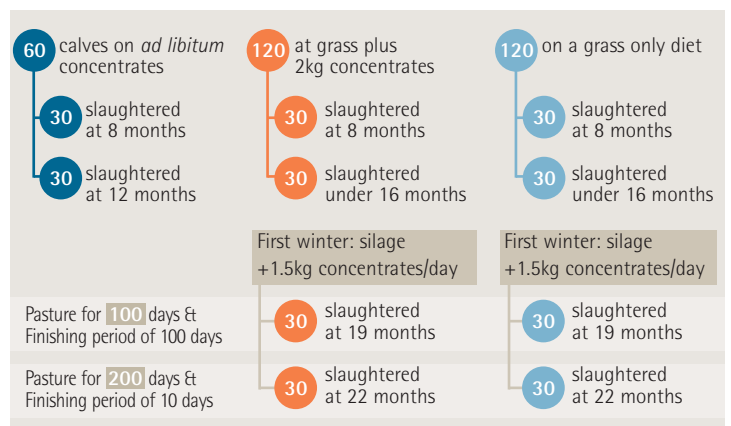 60 calves on ad libitum
concentrates
30 slaughtered
at 8 months
30 slaughtered
at 12 months
120 at grass plus
2kg concentrates
30 slaughtered
at 8 months
30 slaughtered
under 16 months
First winter: silage
+1.5kg concentrates/day
120 on a grass only diet
30 slaughtered
at 8 months
30 slaughtered
under 16 months
First winter: silage
+1.5kg concentrates/day
Pasture for 100 days &
Finishing period of 100 days
30 slaughtered
at 19 months
30 slaughtered
at 19 months
Pasture for 200 days &
Finishing period of 10 days
30 slaughtered
at 22 months
30 slaughtered
at 22 months